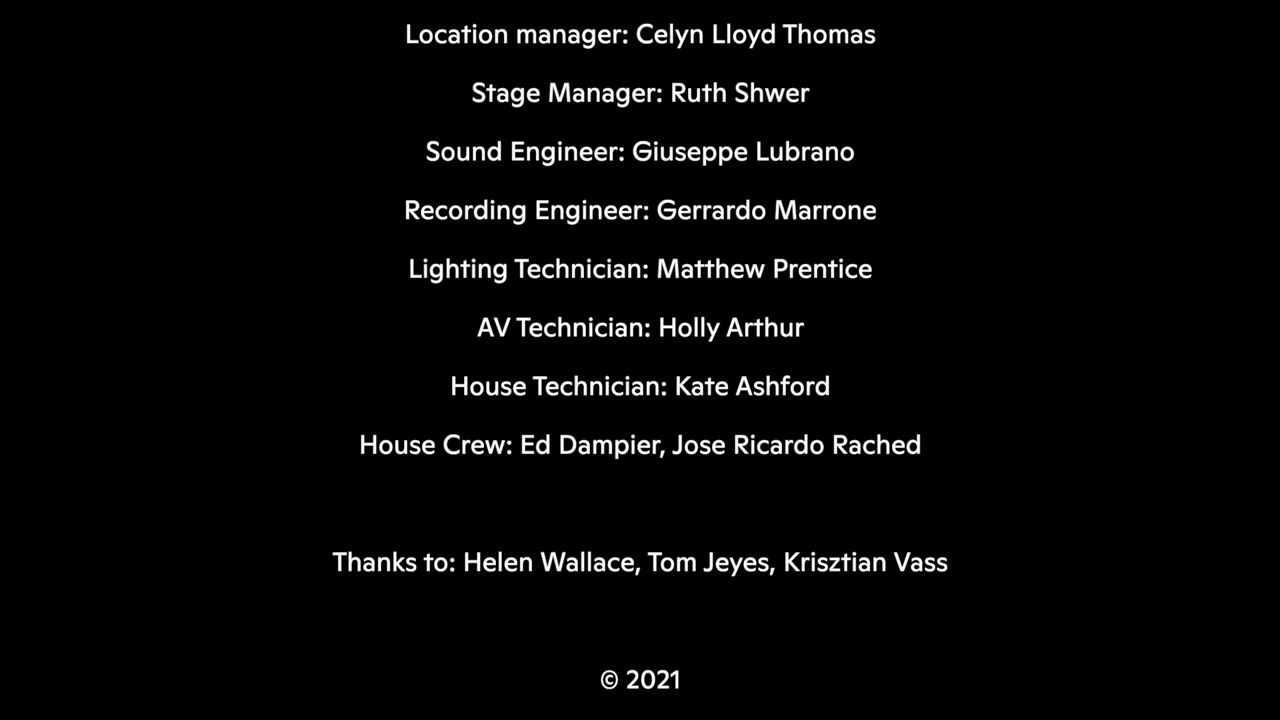 Location manager: Celyn Lloyd Thomas
Stage Manager: Ruth Shwer
Sound Engineer: Giuseppe Lubrano
Recording Engineer: Gerrardo Marrone
Lighting Technician: Matthew Prentice
AV Technician: Holly Arthur
House Technician: Kate Ashford
House Crew: Ed Dampier, Jose Ricardo Rached
Thanks to: Helen Wallace, Tom Jeyes, Krisztian Vass
© 2021